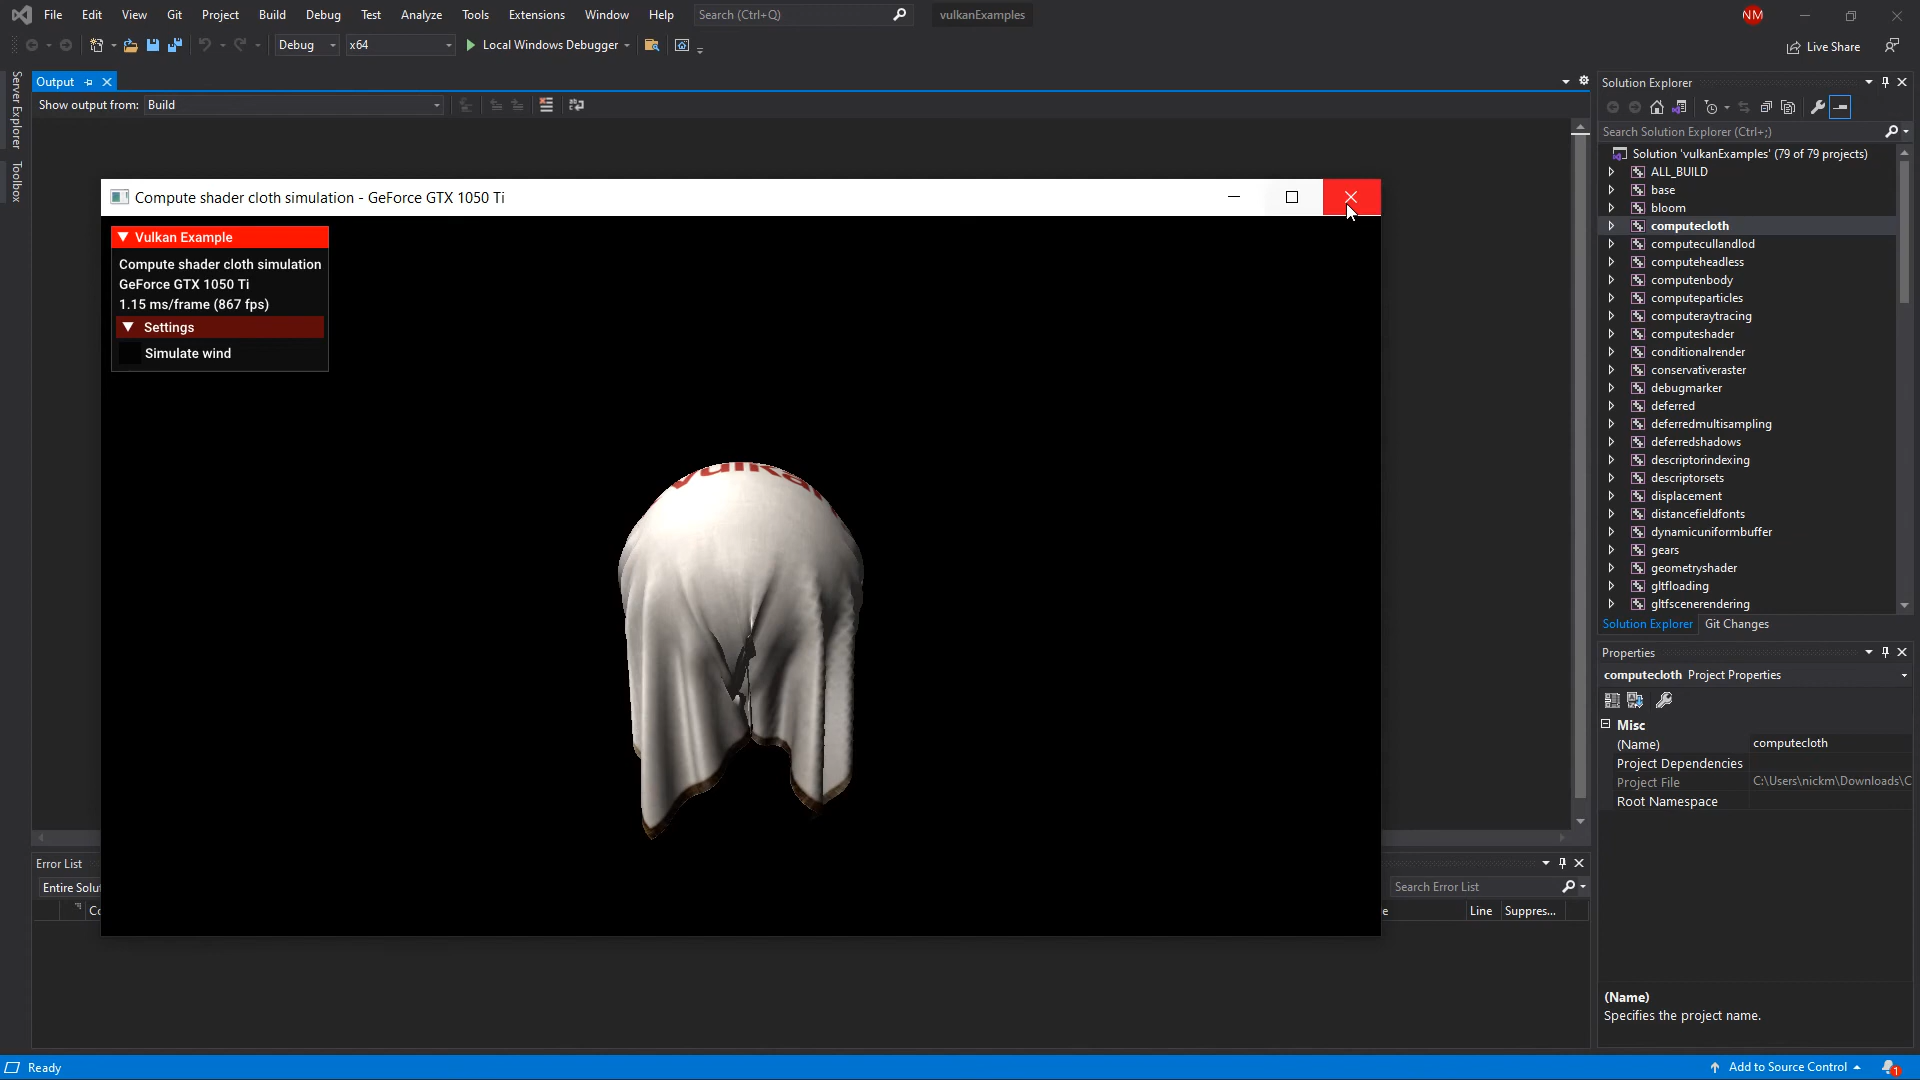 File Edit View Git Project Build Debug Test Analyze Tools Extensions Window Help Search (Ctrl+Q) vulkanExamples NM
Debug x64 Local Windows Debugger Live Share
Server Explorer
Toolbox
Output
Show output from: Build
Compute shader cloth simulation - GeForce GTX 1050 Ti
Vulkan Example
Compute shader cloth simulation
GeForce GTX 1050 Ti
1.15 ms/frame (867 fps)
Settings
Simulate wind
Error List
Entire Solu
Search Error List
Co
e Line Suppres...
Solution Explorer
Search Solution Explorer (Ctrl+;)
Solution 'vulkanExamples' (79 of 79 projects)
ALL_BUILD
base
bloom
computecloth
computecullandlod
computeheadless
computenbody
computeparticles
computeraytracing
computeshader
conditionalrender
conservativeraster
debugmarker
deferred
deferredmultisampling
deferredshadows
descriptorindexing
descriptorsets
displacement
distancefieldfonts
dynamicuniformbuffer
gears
geometryshader
gltfloading
gltfscenerendering
Solution Explorer Git Changes
Properties
computecloth Project Properties
Misc
(Name) computecloth
Project Dependencies
Project File C:\Users\nickm\Downloads\C
Root Namespace
(Name)
Specifies the project name.
Ready
Add to Source Control 1